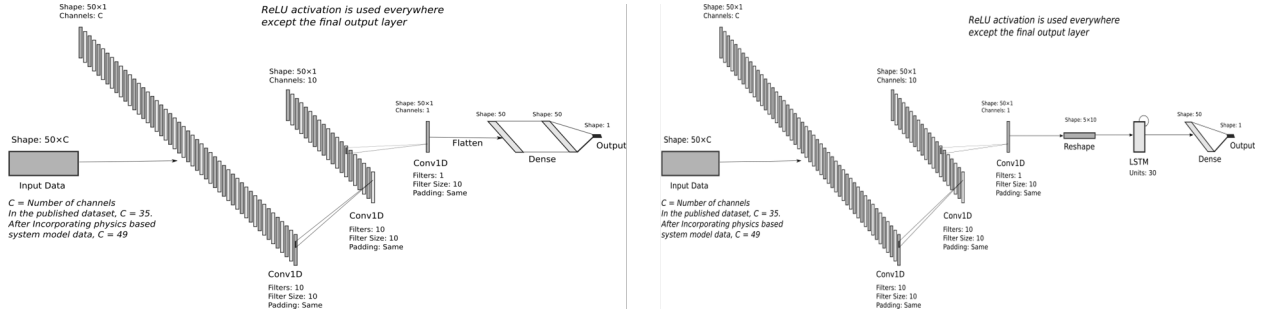 Shape: 50×1
Channels: C
ReLU activation is used everywhere
except the final output layer
Shape: 50×1
Channels: 10
Shape: 50×1
Channels: 1
Shape: 50
Shape: 50
Shape: 1
Shape: 50×C
Flatten
Output
Dense
Input Data
Conv1D
Filters: 1
Filter Size: 10
Padding: Same
C = Number of channels
In the published dataset, C = 35.
After Incorporating physics based
system model data, C = 49
Conv1D
Filters: 10
Filter Size: 10
Padding: Same
Conv1D
Filters: 10
Filter Size: 10
Padding: Same
Shape: 50×1
Channels: C
ReLU activation is used everywhere
except the final output layer
Shape: 50×1
Channels: 10
Shape: 50×1
Channels: 1
Shape: 5×10
Shape: 50
Shape: 1
Shape: 50×C
Reshape
Output
Input Data
Conv1D
Filters: 1
Filter Size: 10
Padding: Same
LSTM
Units: 30
Dense
C = Number of channels
In the published dataset, C = 35.
After Incorporating physics based
system model data, C = 49
Conv1D
Filters: 10
Filter Size: 10
Padding: Same
Conv1D
Filters: 10
Filter Size: 10
Padding: Same